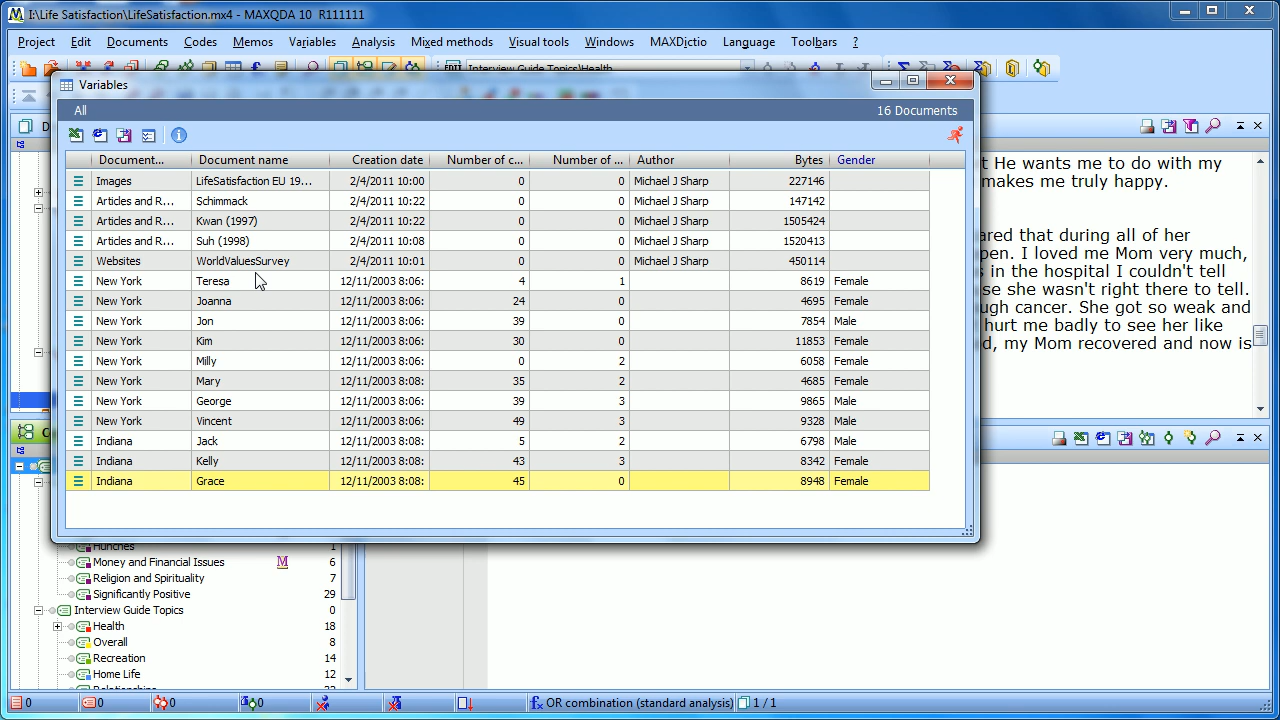 I:\Life Satisfaction\LifeSatisfaction.mx4 - MAXQDA 10 R111111
Project Edit Documents Codes Memos Variables Analysis Mixed methods Visual tools Windows MAXDictio Language Toolbars ?
Interview Guide Topics\Health
Variables
All 16 Documents
Document... Document name Creation date Number of c... Number of ... Author Bytes Gender
Images LifeSatisfaction EU 19... 2/4/2011 10:00 0 0 Michael J Sharp 227146
Articles and R... Schimmack 2/4/2011 10:22 0 0 Michael J Sharp 147142
Articles and R... Kwan (1997) 2/4/2011 10:22 0 0 Michael J Sharp 1505424
Articles and R... Suh (1998) 2/4/2011 10:08 0 0 Michael J Sharp 1520413
Websites WorldValuesSurvey 2/4/2011 10:01 0 0 Michael J Sharp 450114
New York Teresa 12/11/2003 8:06: 4 1 8619 Female
New York Joanna 12/11/2003 8:06: 24 0 4695 Female
New York Jon 12/11/2003 8:06: 39 0 7854 Male
New York Kim 12/11/2003 8:06: 30 0 11853 Female
New York Milly 12/11/2003 8:06: 0 2 6058 Female
New York Mary 12/11/2003 8:08: 35 2 4685 Female
New York George 12/11/2003 8:06: 39 3 9865 Male
New York Vincent 12/11/2003 8:06: 49 3 9328 Male
Indiana Jack 12/11/2003 8:08: 5 2 6798 Male
Indiana Kelly 12/11/2003 8:08: 43 3 8342 Female
Indiana Grace 12/11/2003 8:08: 45 0 8948 Female
t He wants me to do with my
makes me truly happy.
ared that during all of her
pen. I loved me Mom very much,
s in the hospital I couldn't tell
se she wasn't right there to tell.
ugh cancer. She got so weak and
hurt me badly to see her like
d, my Mom recovered and now is
Hunches 1
Money and Financial Issues M 6
Religion and Spirituality 7
Significantly Positive 29
Interview Guide Topics 0
Health 18
Overall 8
Recreation 14
Home Life 12
0 0 0 0 OR combination (standard analysis) 1 / 1